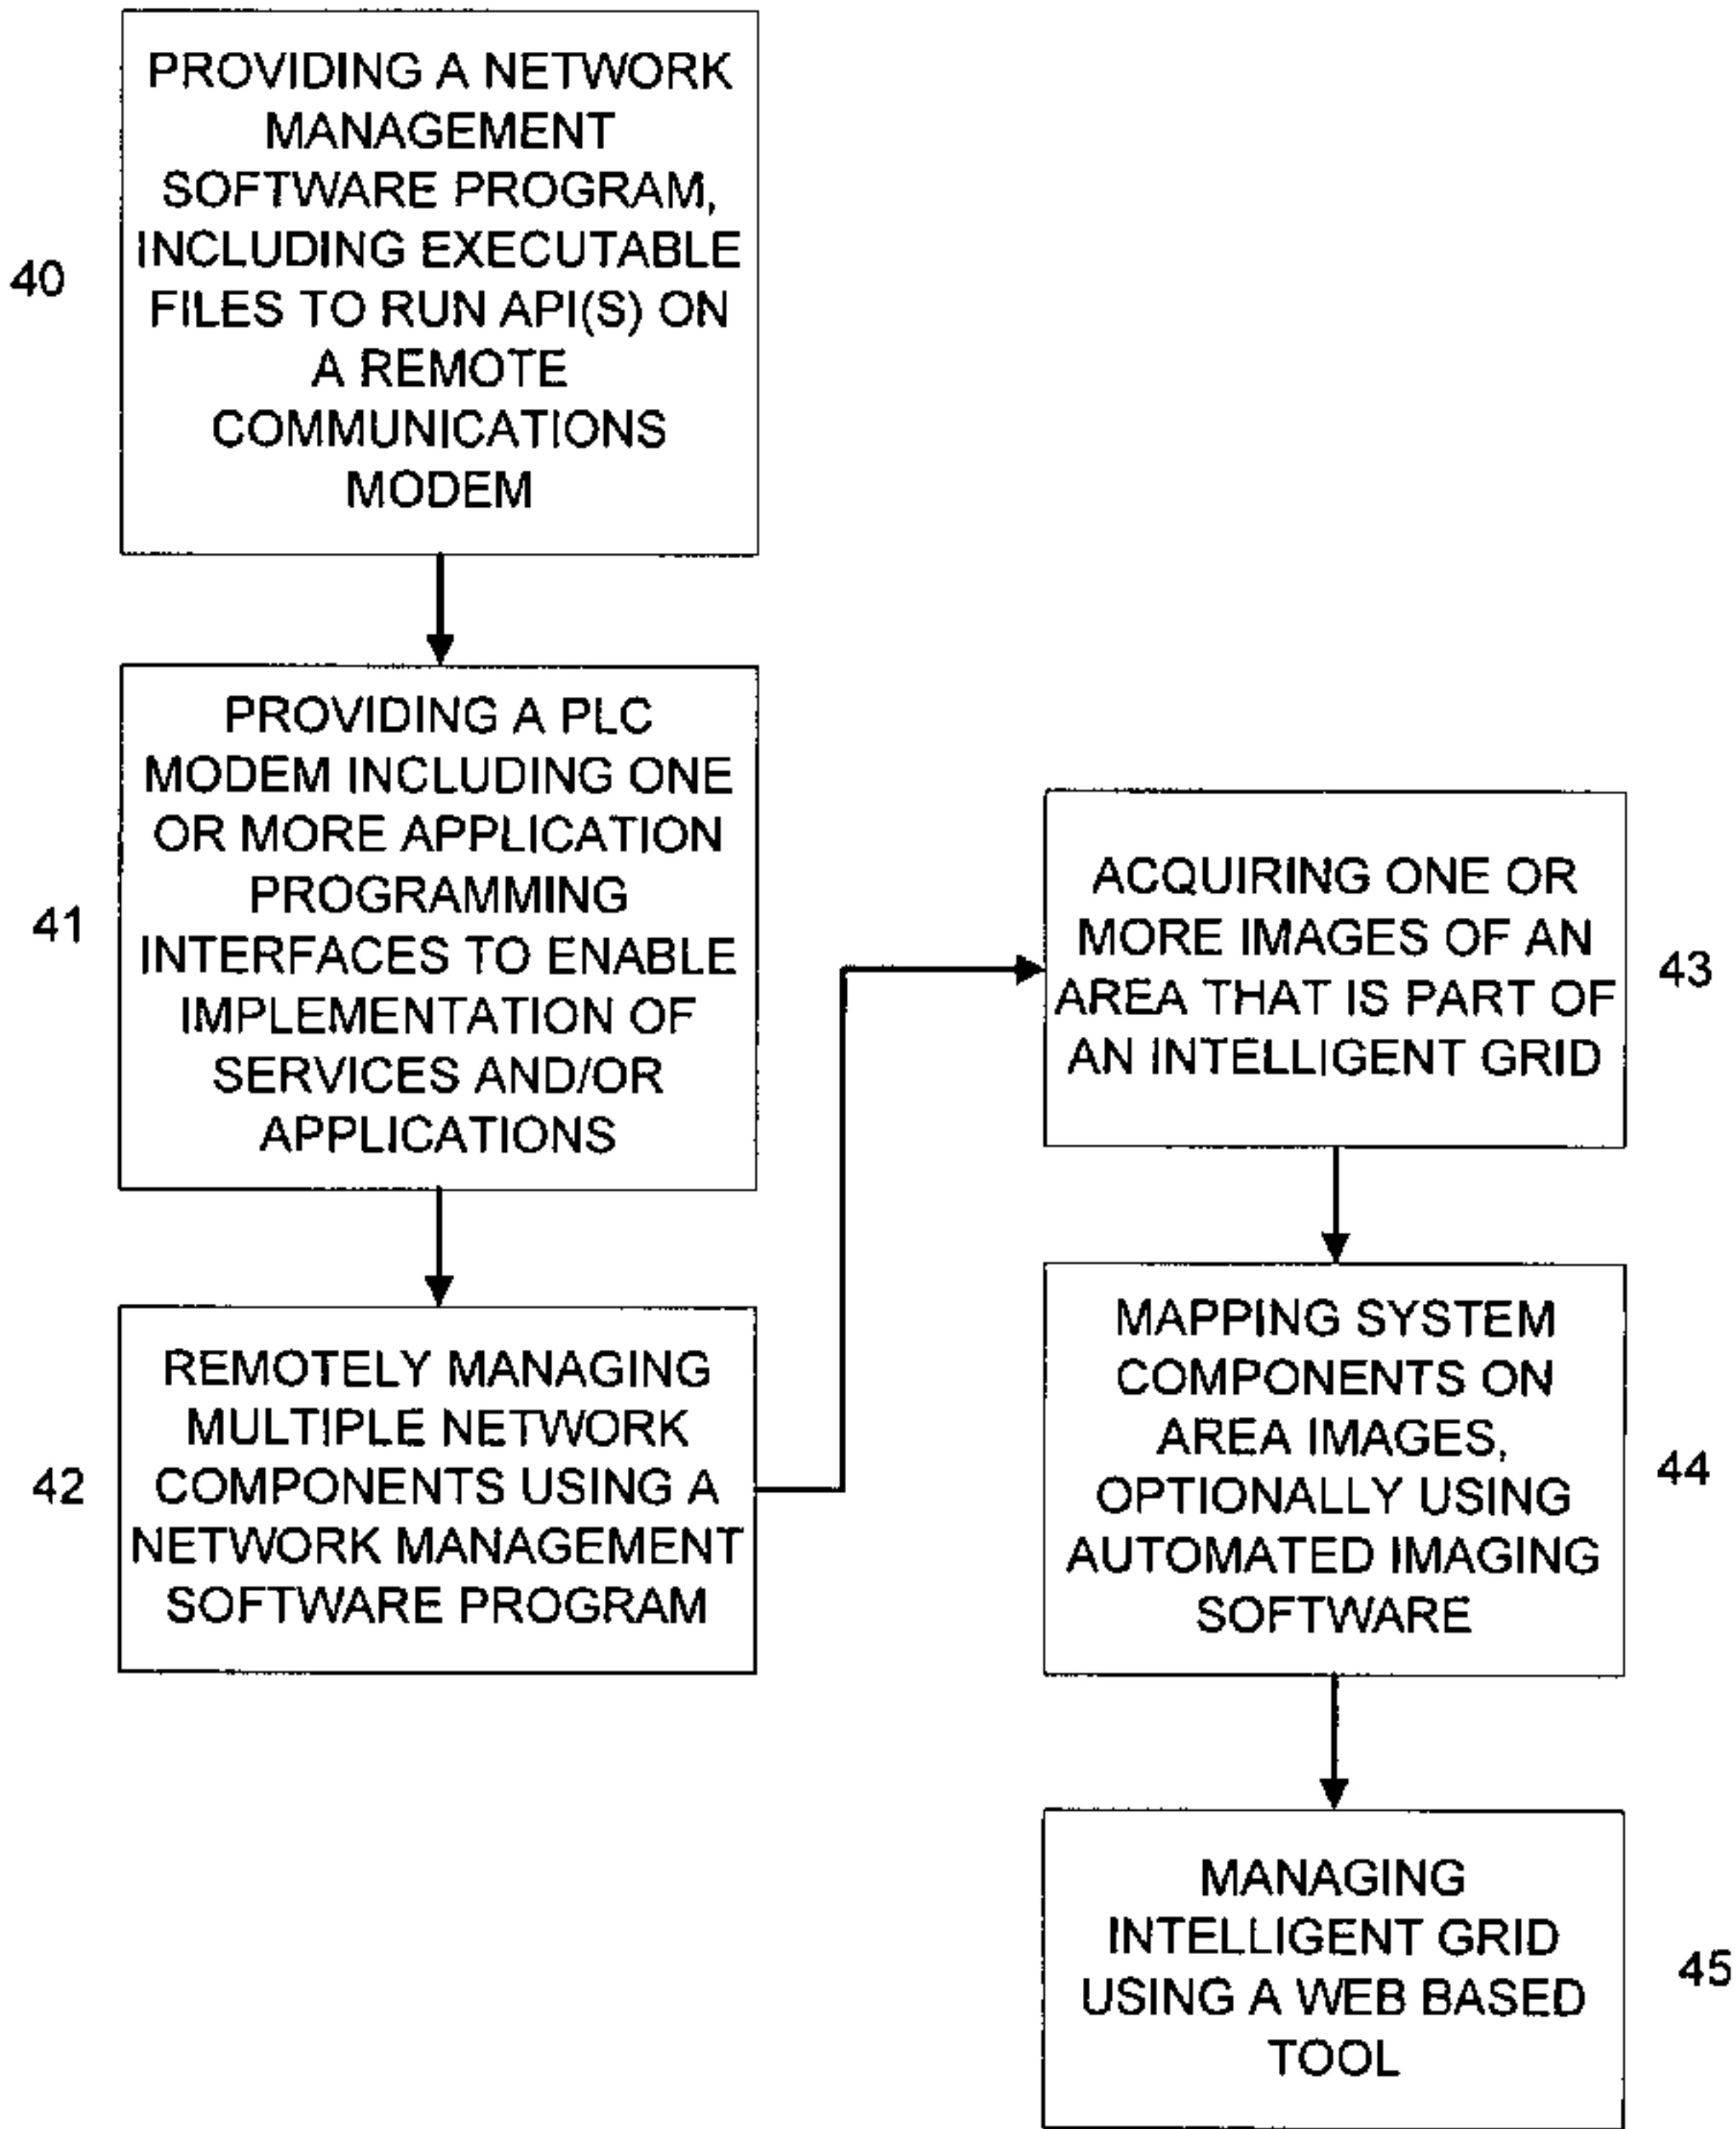 PROVIDING A NETWORK
MANAGEMENT
SOFTWARE PROGRAM,
INCLUDING EXECUTABLE
FILES TO RUN API(S) ON
A REMOTE
COMMUNICATIONS
MODEM
40
PROVIDING A PLC
MODEM INCLUDING ONE
OR MORE APPLICATION
PROGRAMMING
INTERFACES TO ENABLE
IMPLEMENTATION OF
SERVICES AND/OR
APPLICATIONS
41
REMOTELY MANAGING
MULTIPLE NETWORK
COMPONENTS USING A
NETWORK MANAGEMENT
SOFTWARE PROGRAM
42
ACQUIRING ONE OR
MORE IMAGES OF AN
AREA THAT IS PART OF
AN INTELLIGENT GRID
43
MAPPING SYSTEM
COMPONENTS ON
AREA IMAGES,
OPTIONALLY USING
AUTOMATED IMAGING
SOFTWARE
44
MANAGING
INTELLIGENT GRID
USING A WEB BASED
TOOL
45